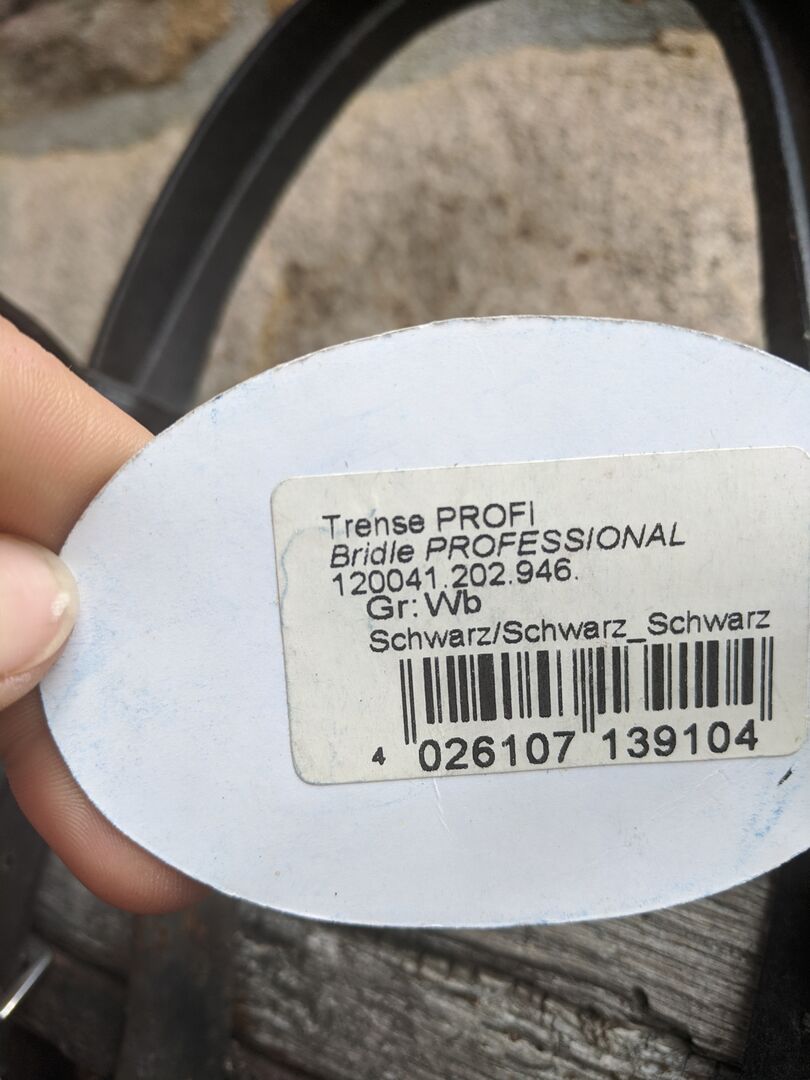 Trense PROFI
Bridle PROFESSIONAL
120041.202.946.
Gr: Wb
Schwarz/Schwarz_Schwarz
4 026107 139104